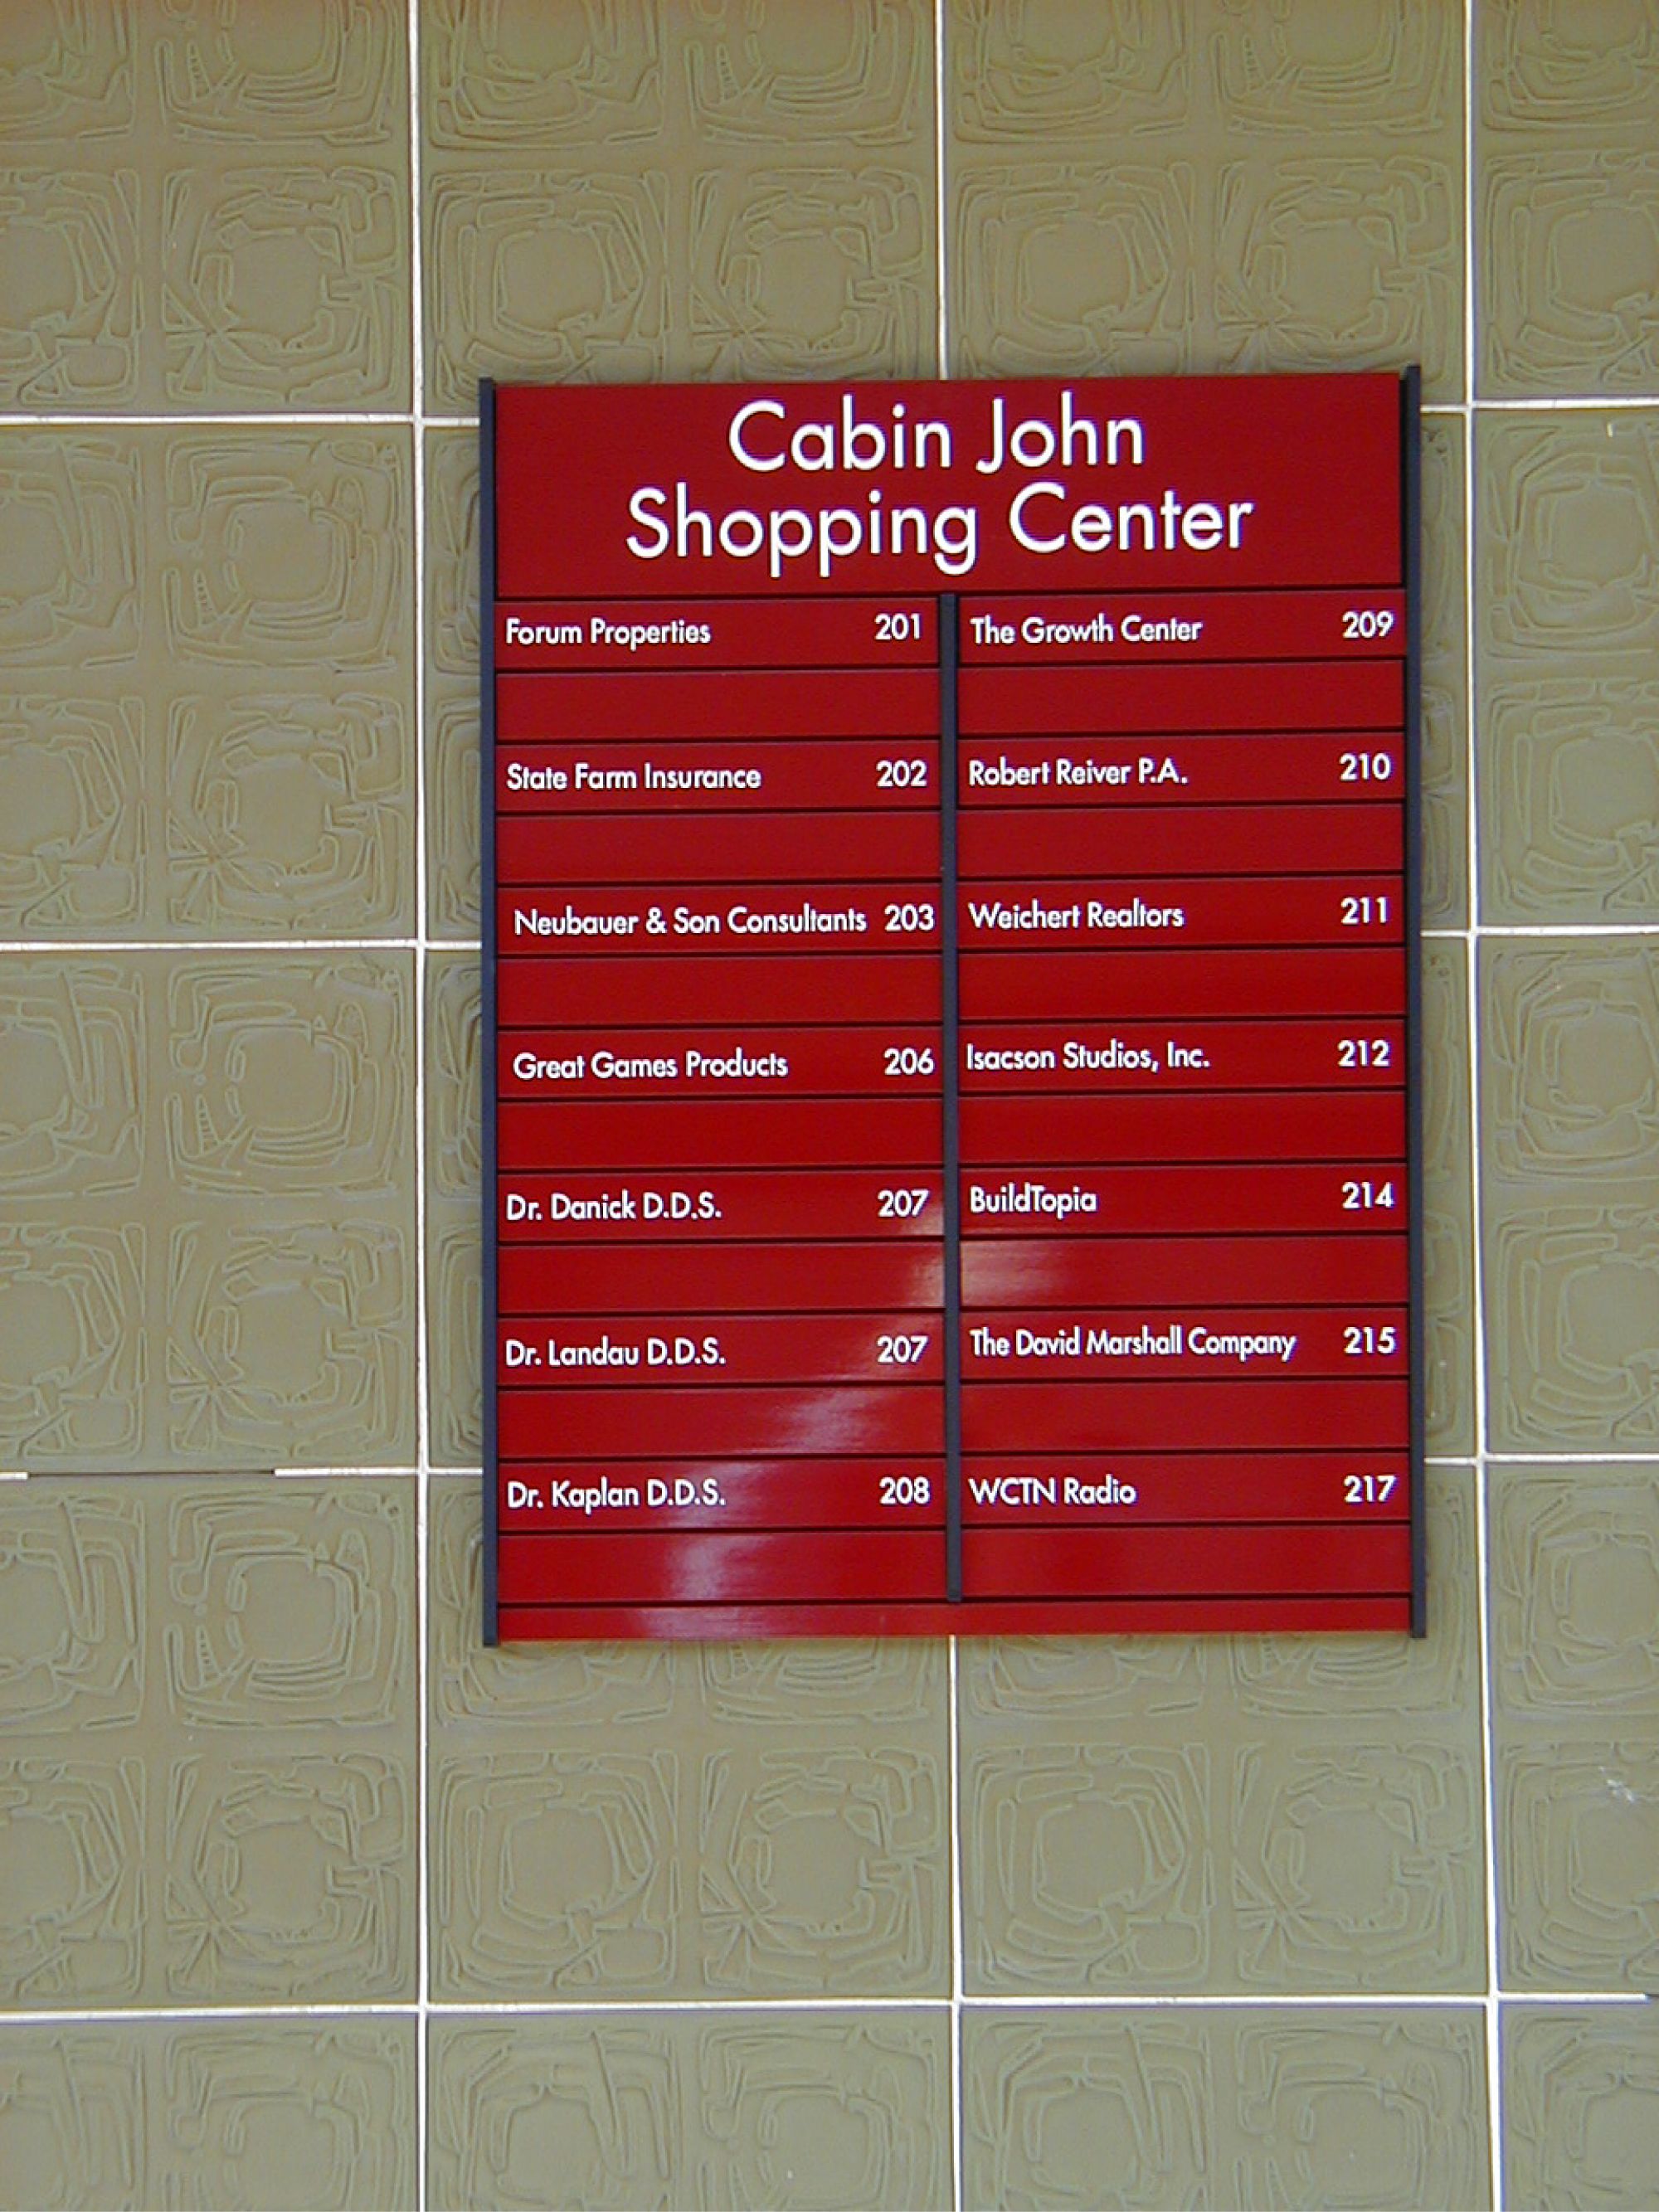 Cabin John
Shopping Center
Forum Properties 201
State Farm Insurance 202
Neubauer & Son Consultants 203
Great Games Products 206
Dr. Danick D.D.S. 207
Dr. Landau D.D.S. 207
Dr. Kaplan D.D.S. 208
The Growth Center 209
Robert Reiver P.A. 210
Weichert Realtors 211
Isacson Studios, Inc. 212
BuildTopia 214
The David Marshall Company 215
WCTN Radio 217